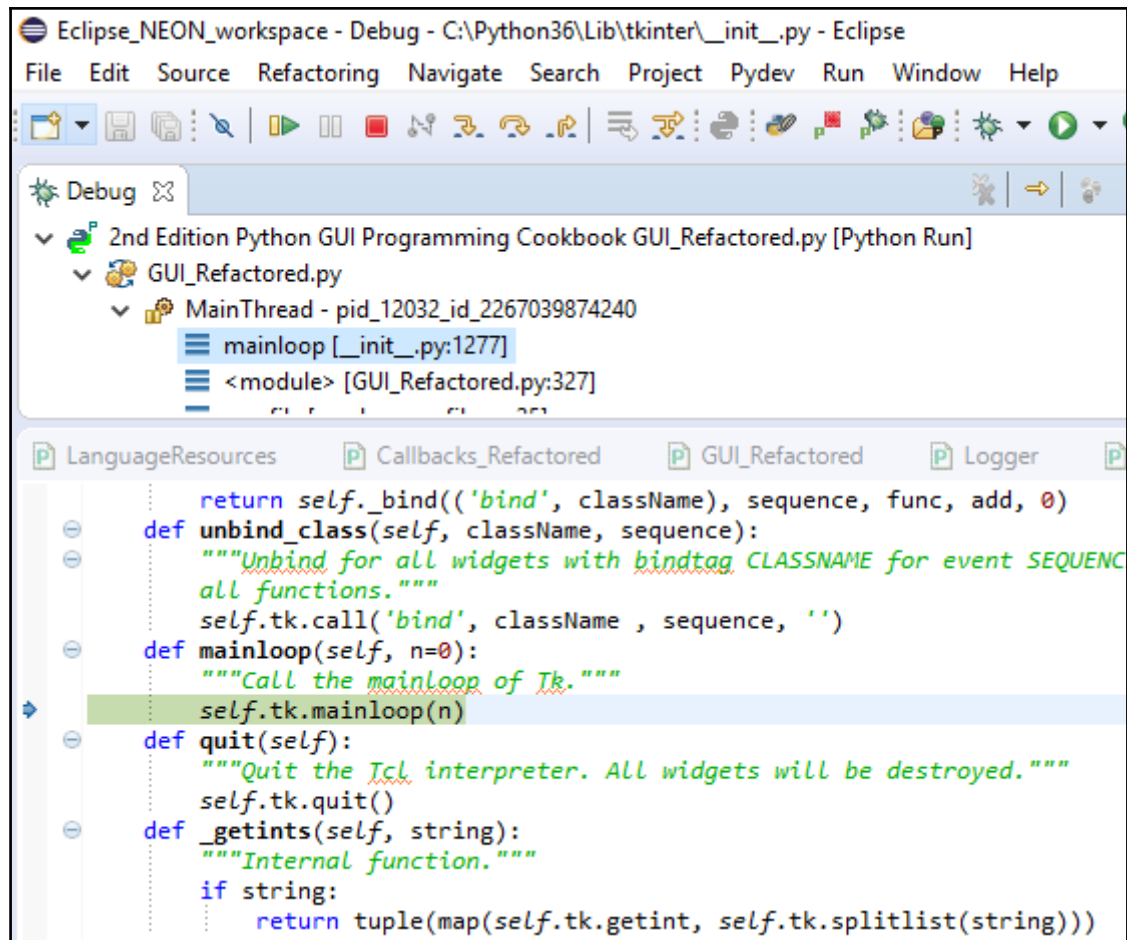 Eclipse_NEON_workspace - Debug - C:\Python36\Lib\tkinter\__init__.py - Eclipse
File Edit Source Refactoring Navigate Search Project Pydev Run Window Help
Debug
2nd Edition Python GUI Programming Cookbook GUI_Refactored.py [Python Run]
GUI_Refactored.py
MainThread - pid_12032_id_2267039874240
mainloop [__init__.py:1277]
<module> [GUI_Refactored.py:327]
LanguageResources Callbacks_Refactored GUI_Refactored Logger
return self._bind(('bind', className), sequence, func, add, 0)
def unbind_class(self, className, sequence):
"""Unbind for all widgets with bindtag CLASSNAME for event SEQUENC
all functions."""
self.tk.call('bind', className , sequence, '')
def mainloop(self, n=0):
"""Call the mainloop of Tk."""
self.tk.mainloop(n)
def quit(self):
"""Quit the Tcl interpreter. All widgets will be destroyed."""
self.tk.quit()
def _getints(self, string):
"""Internal function."""
if string:
return tuple(map(self.tk.getint, self.tk.splitlist(string)))